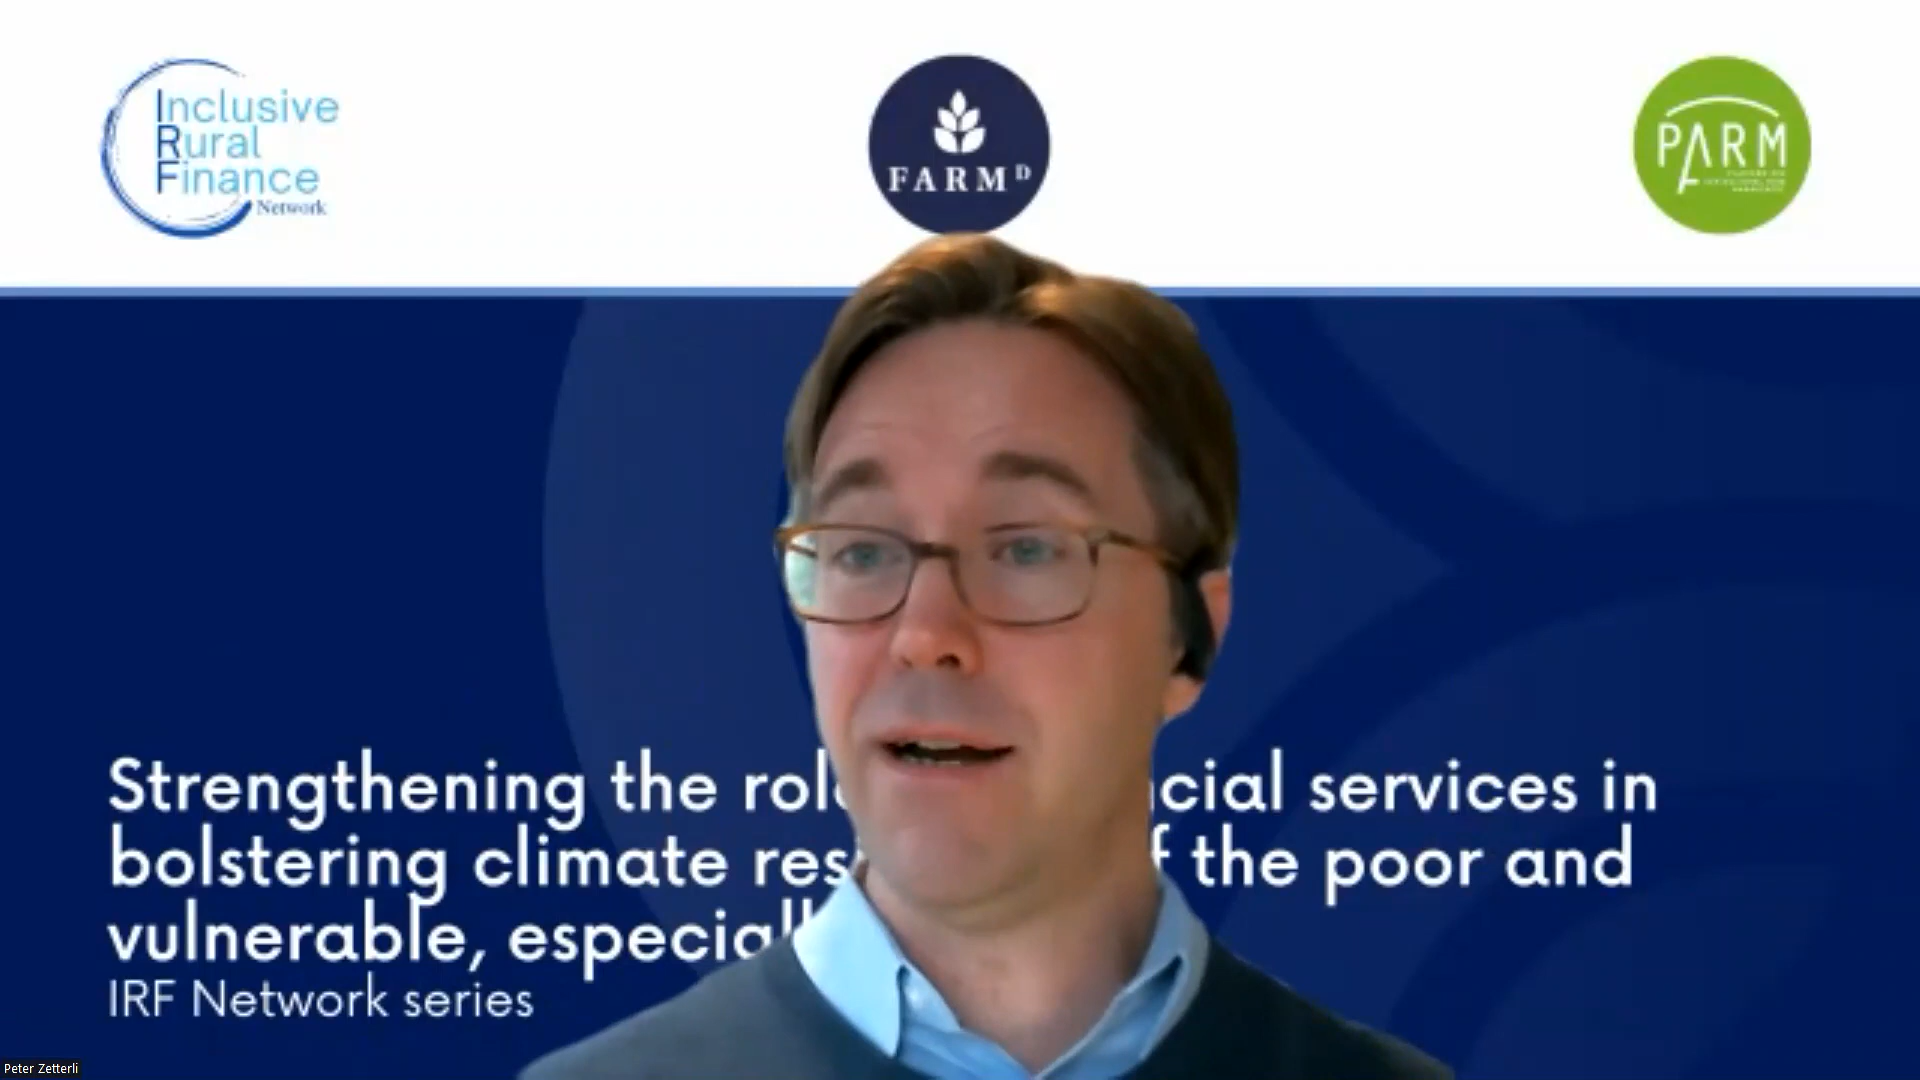 Inclusive
Rural
Finance
Network
FARM D
PARM
Strengthening the rol cial services in
bolstering climate res f the poor and
vulnerable, especial
IRF Network series
Peter Zetterli